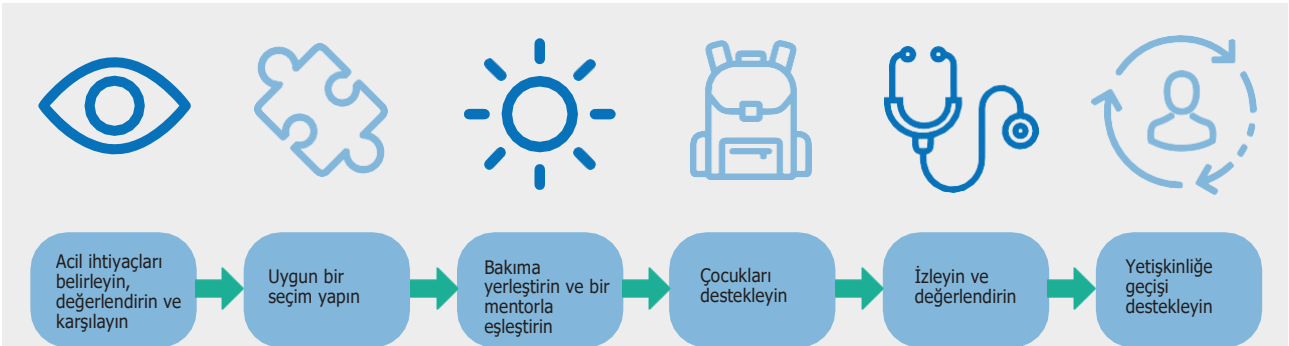 Acil ihtiyaçları
belirleyin,
değerlendirin ve
karşılayın
Uygun bir
seçim yapın
Bakıma
yerleştirin ve bir
mentorla
eşleştirin
Çocukları
destekleyin
İzleyin ve
değerlendirin
Yetişkinliğe
geçişi
destekleyin